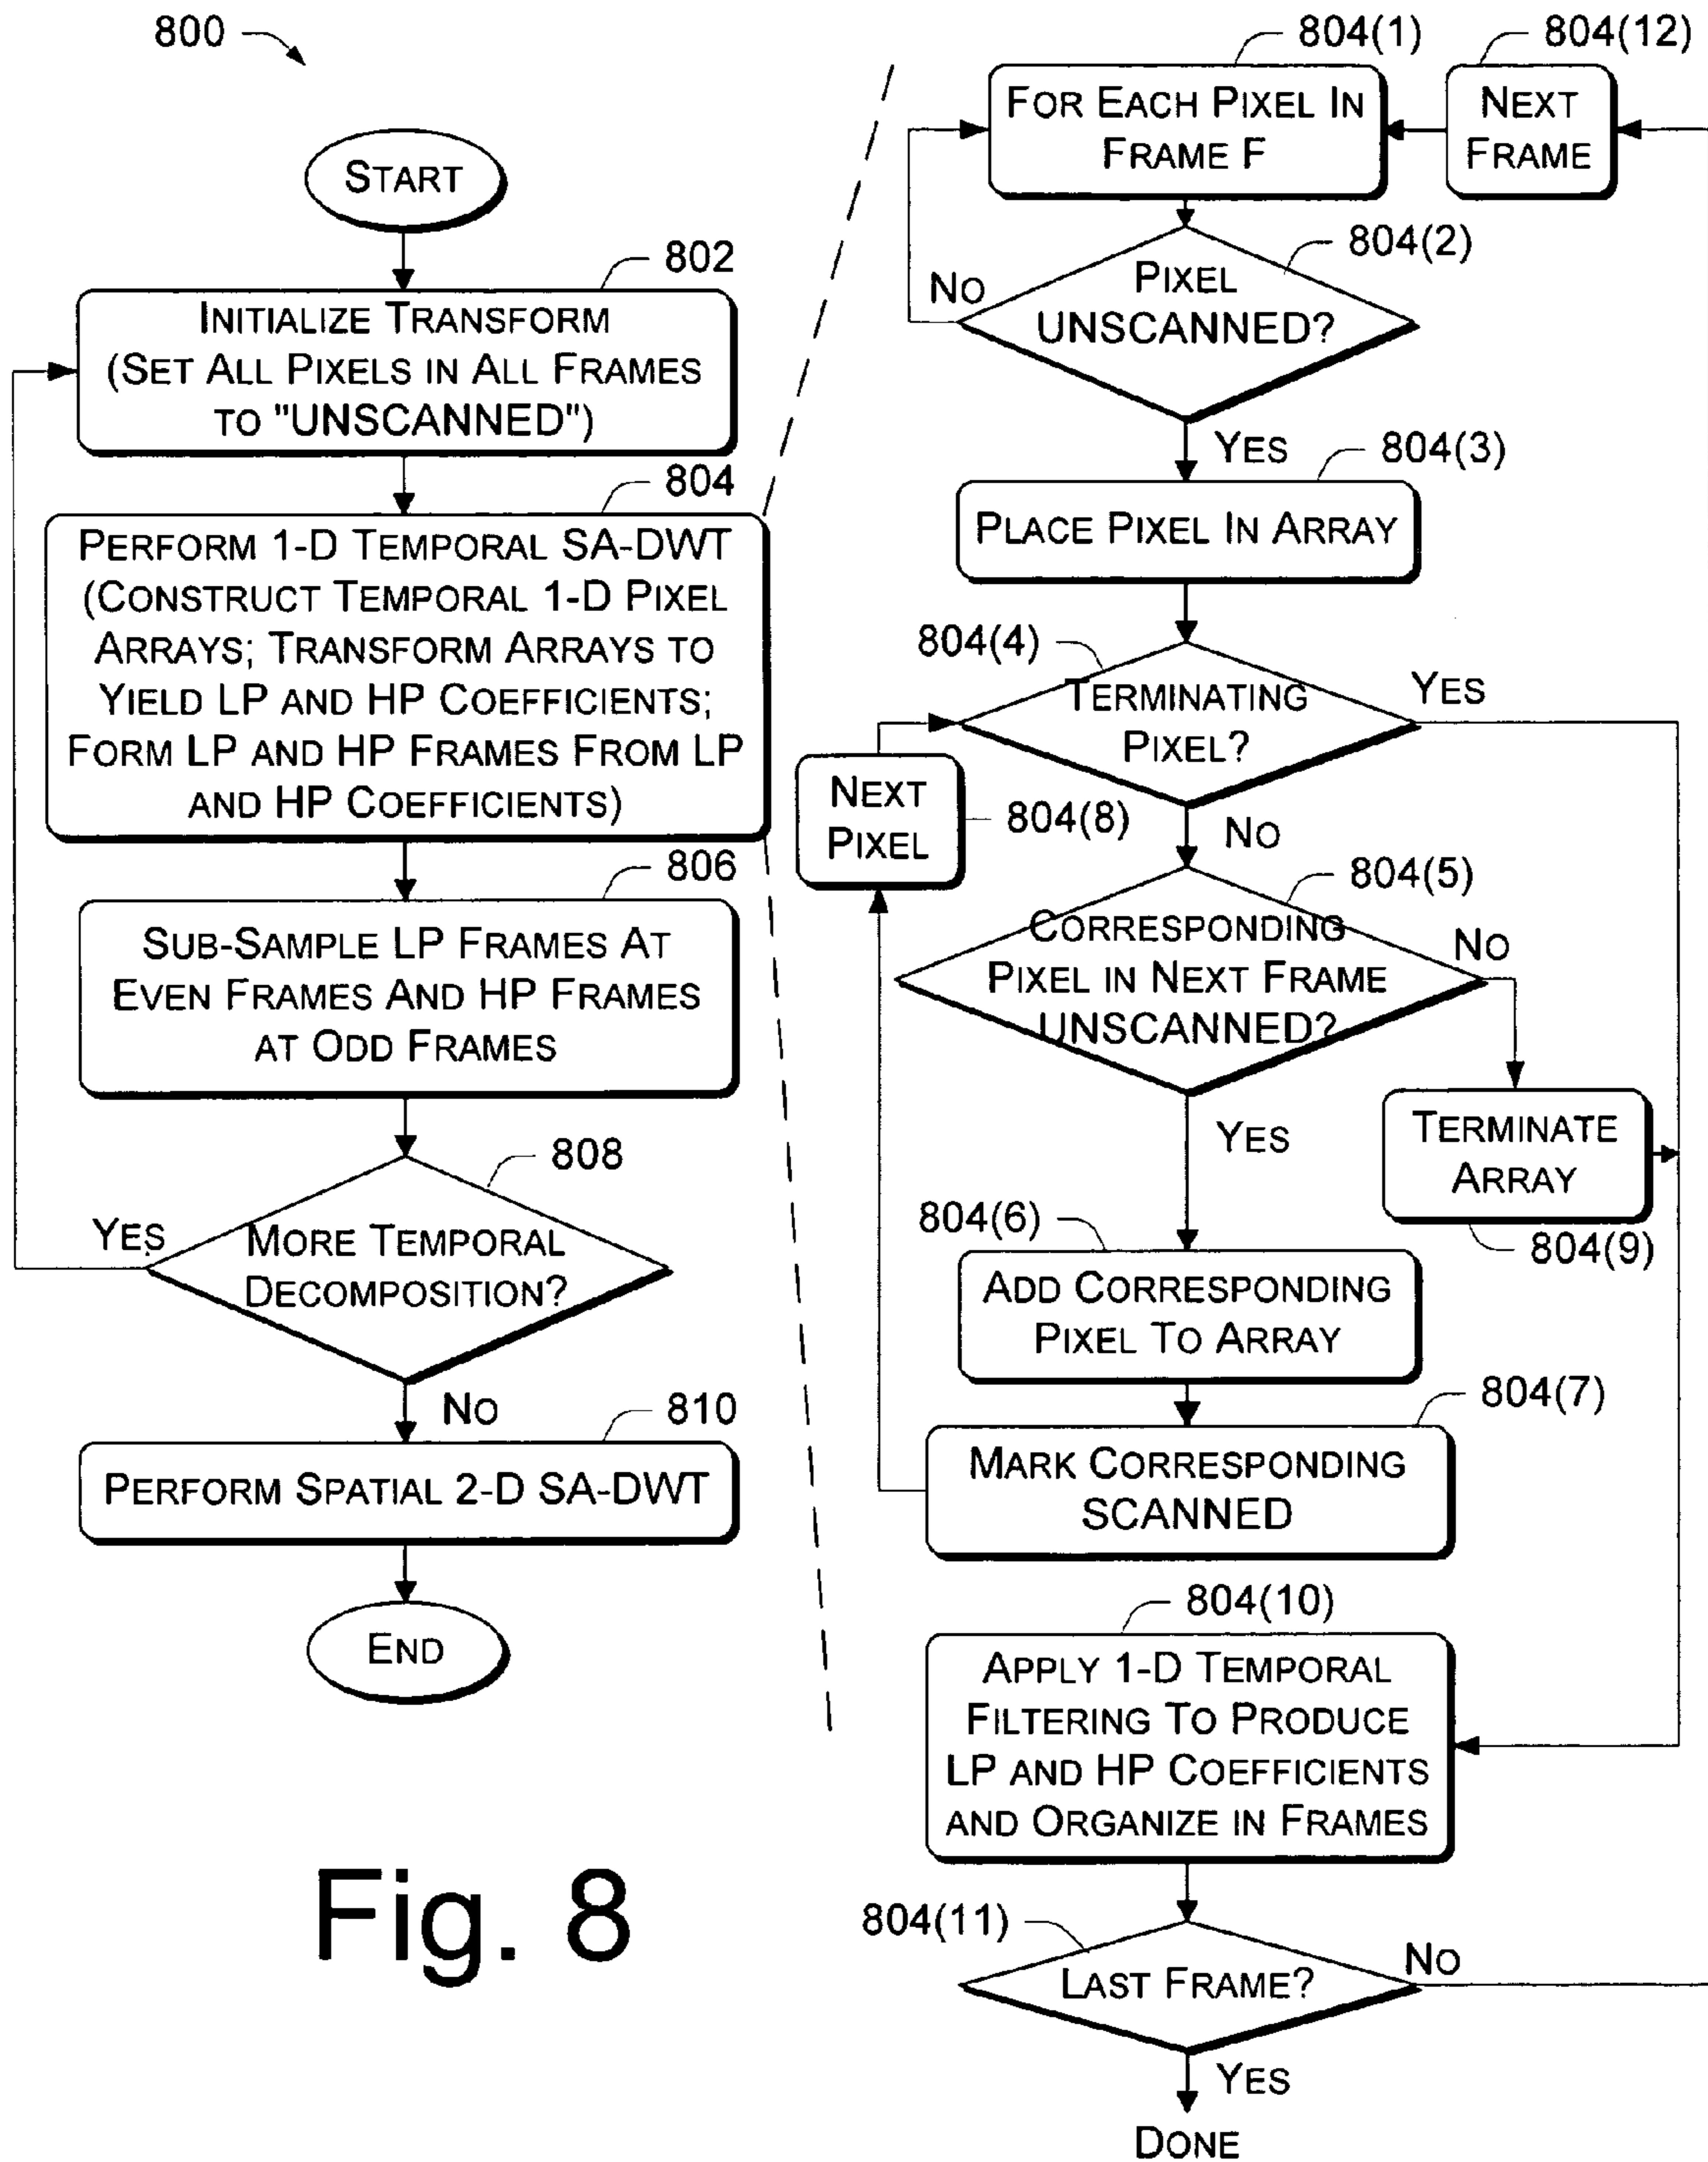 800
START
802
INITIALIZE TRANSFORM
(SET ALL PIXELS IN ALL FRAMES
TO "UNSCANNED")
804
PERFORM 1-D TEMPORAL SA-DWT
(CONSTRUCT TEMPORAL 1-D PIXEL
ARRAYS; TRANSFORM ARRAYS TO
YIELD LP AND HP COEFFICIENTS;
FORM LP AND HP FRAMES FROM LP
AND HP COEFFICIENTS)
806
SUB-SAMPLE LP FRAMES AT
EVEN FRAMES AND HP FRAMES
AT ODD FRAMES
808
YES
MORE TEMPORAL
DECOMPOSITION?
NO
810
PERFORM SPATIAL 2-D SA-DWT
END
Fig. 8
804(1)
FOR EACH PIXEL IN
FRAME F
804(12)
NEXT
FRAME
804(2)
NO
PIXEL
UNSCANNED?
YES
804(3)
PLACE PIXEL IN ARRAY
804(4)
TERMINATING
PIXEL?
YES
NEXT
PIXEL
804(8)
NO
804(5)
CORRESPONDING
PIXEL IN NEXT FRAME
UNSCANNED?
NO
YES
TERMINATE
ARRAY
804(9)
804(6)
ADD CORRESPONDING
PIXEL TO ARRAY
804(7)
MARK CORRESPONDING
SCANNED
804(10)
APPLY 1-D TEMPORAL
FILTERING TO PRODUCE
LP AND HP COEFFICIENTS
AND ORGANIZE IN FRAMES
804(11)
LAST FRAME?
NO
YES
DONE